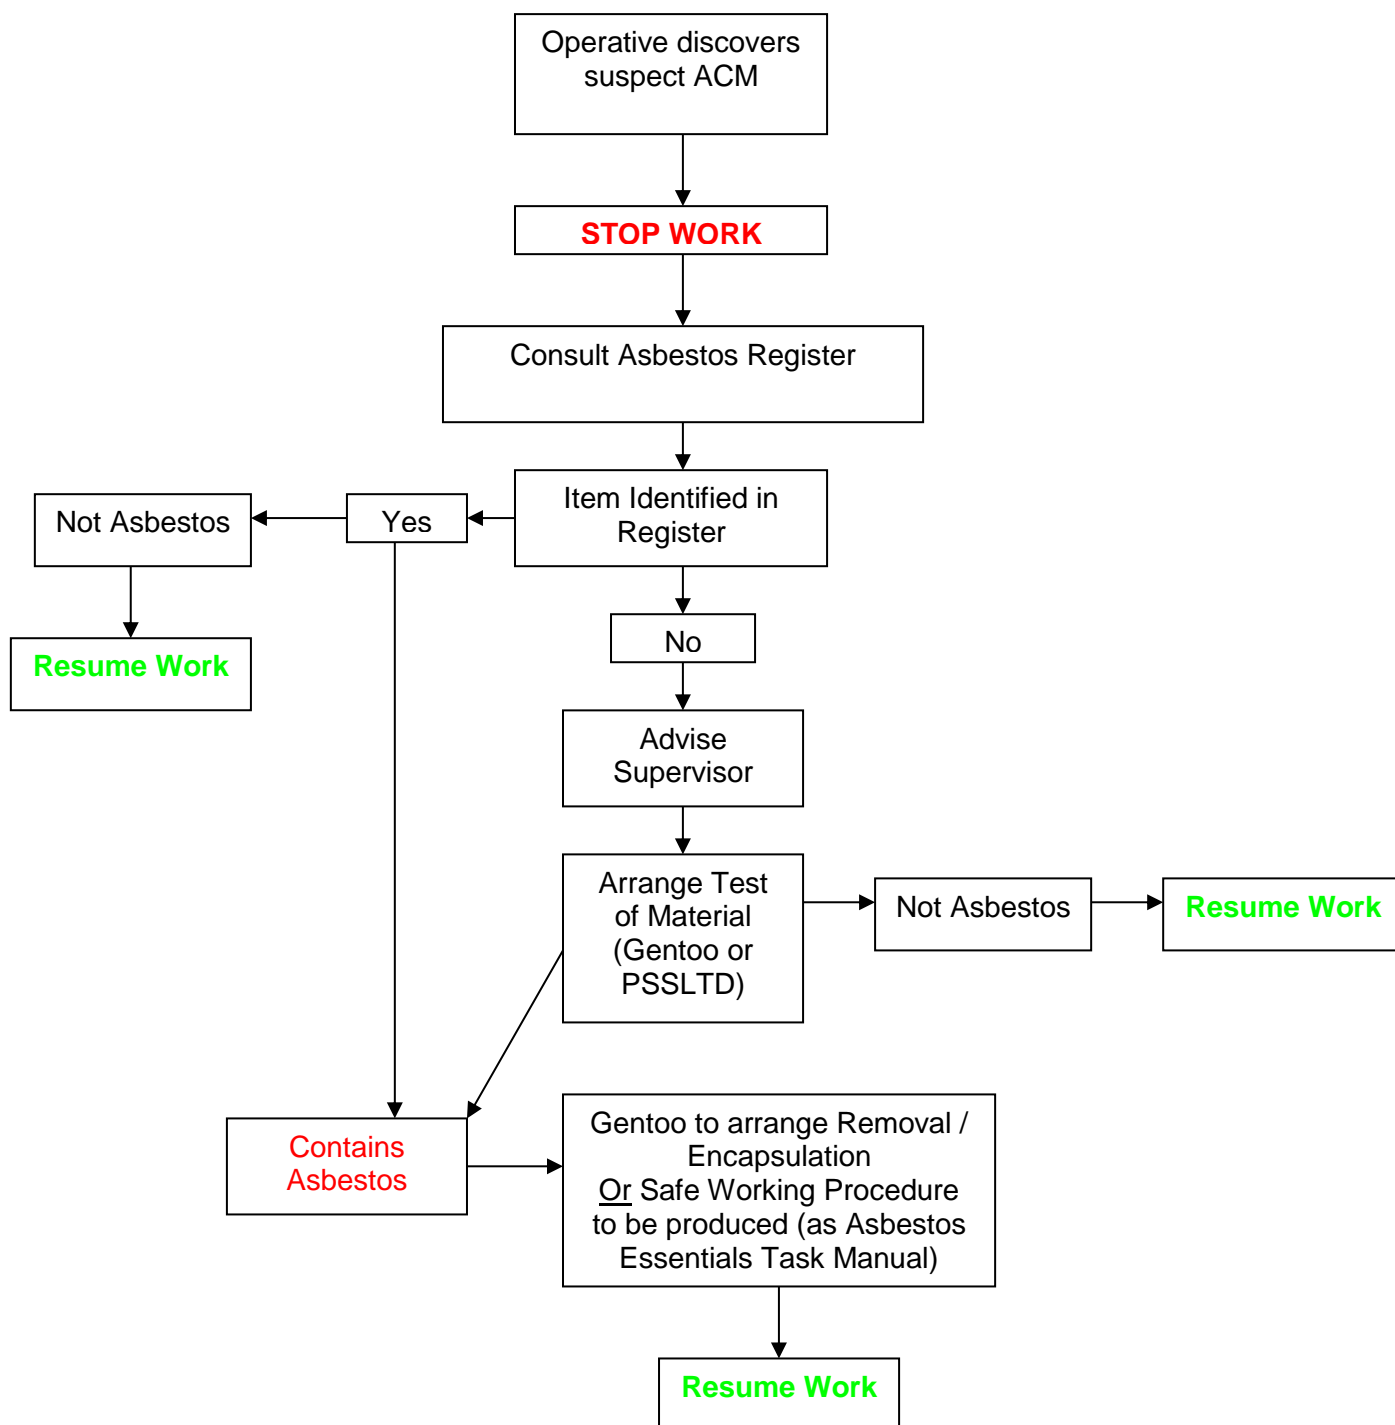 Operative discovers
suspect ACM
STOP WORK
Consult Asbestos Register
Item Identified in
Register
Yes
Not Asbestos
Resume Work
No
Advise
Supervisor
Arrange Test
of Material
(Gentoo or
PSSLTD)
Not Asbestos
Resume Work
Contains
Asbestos
Gentoo to arrange Removal /
Encapsulation
Or Safe Working Procedure
to be produced (as Asbestos
Essentials Task Manual)
Resume Work